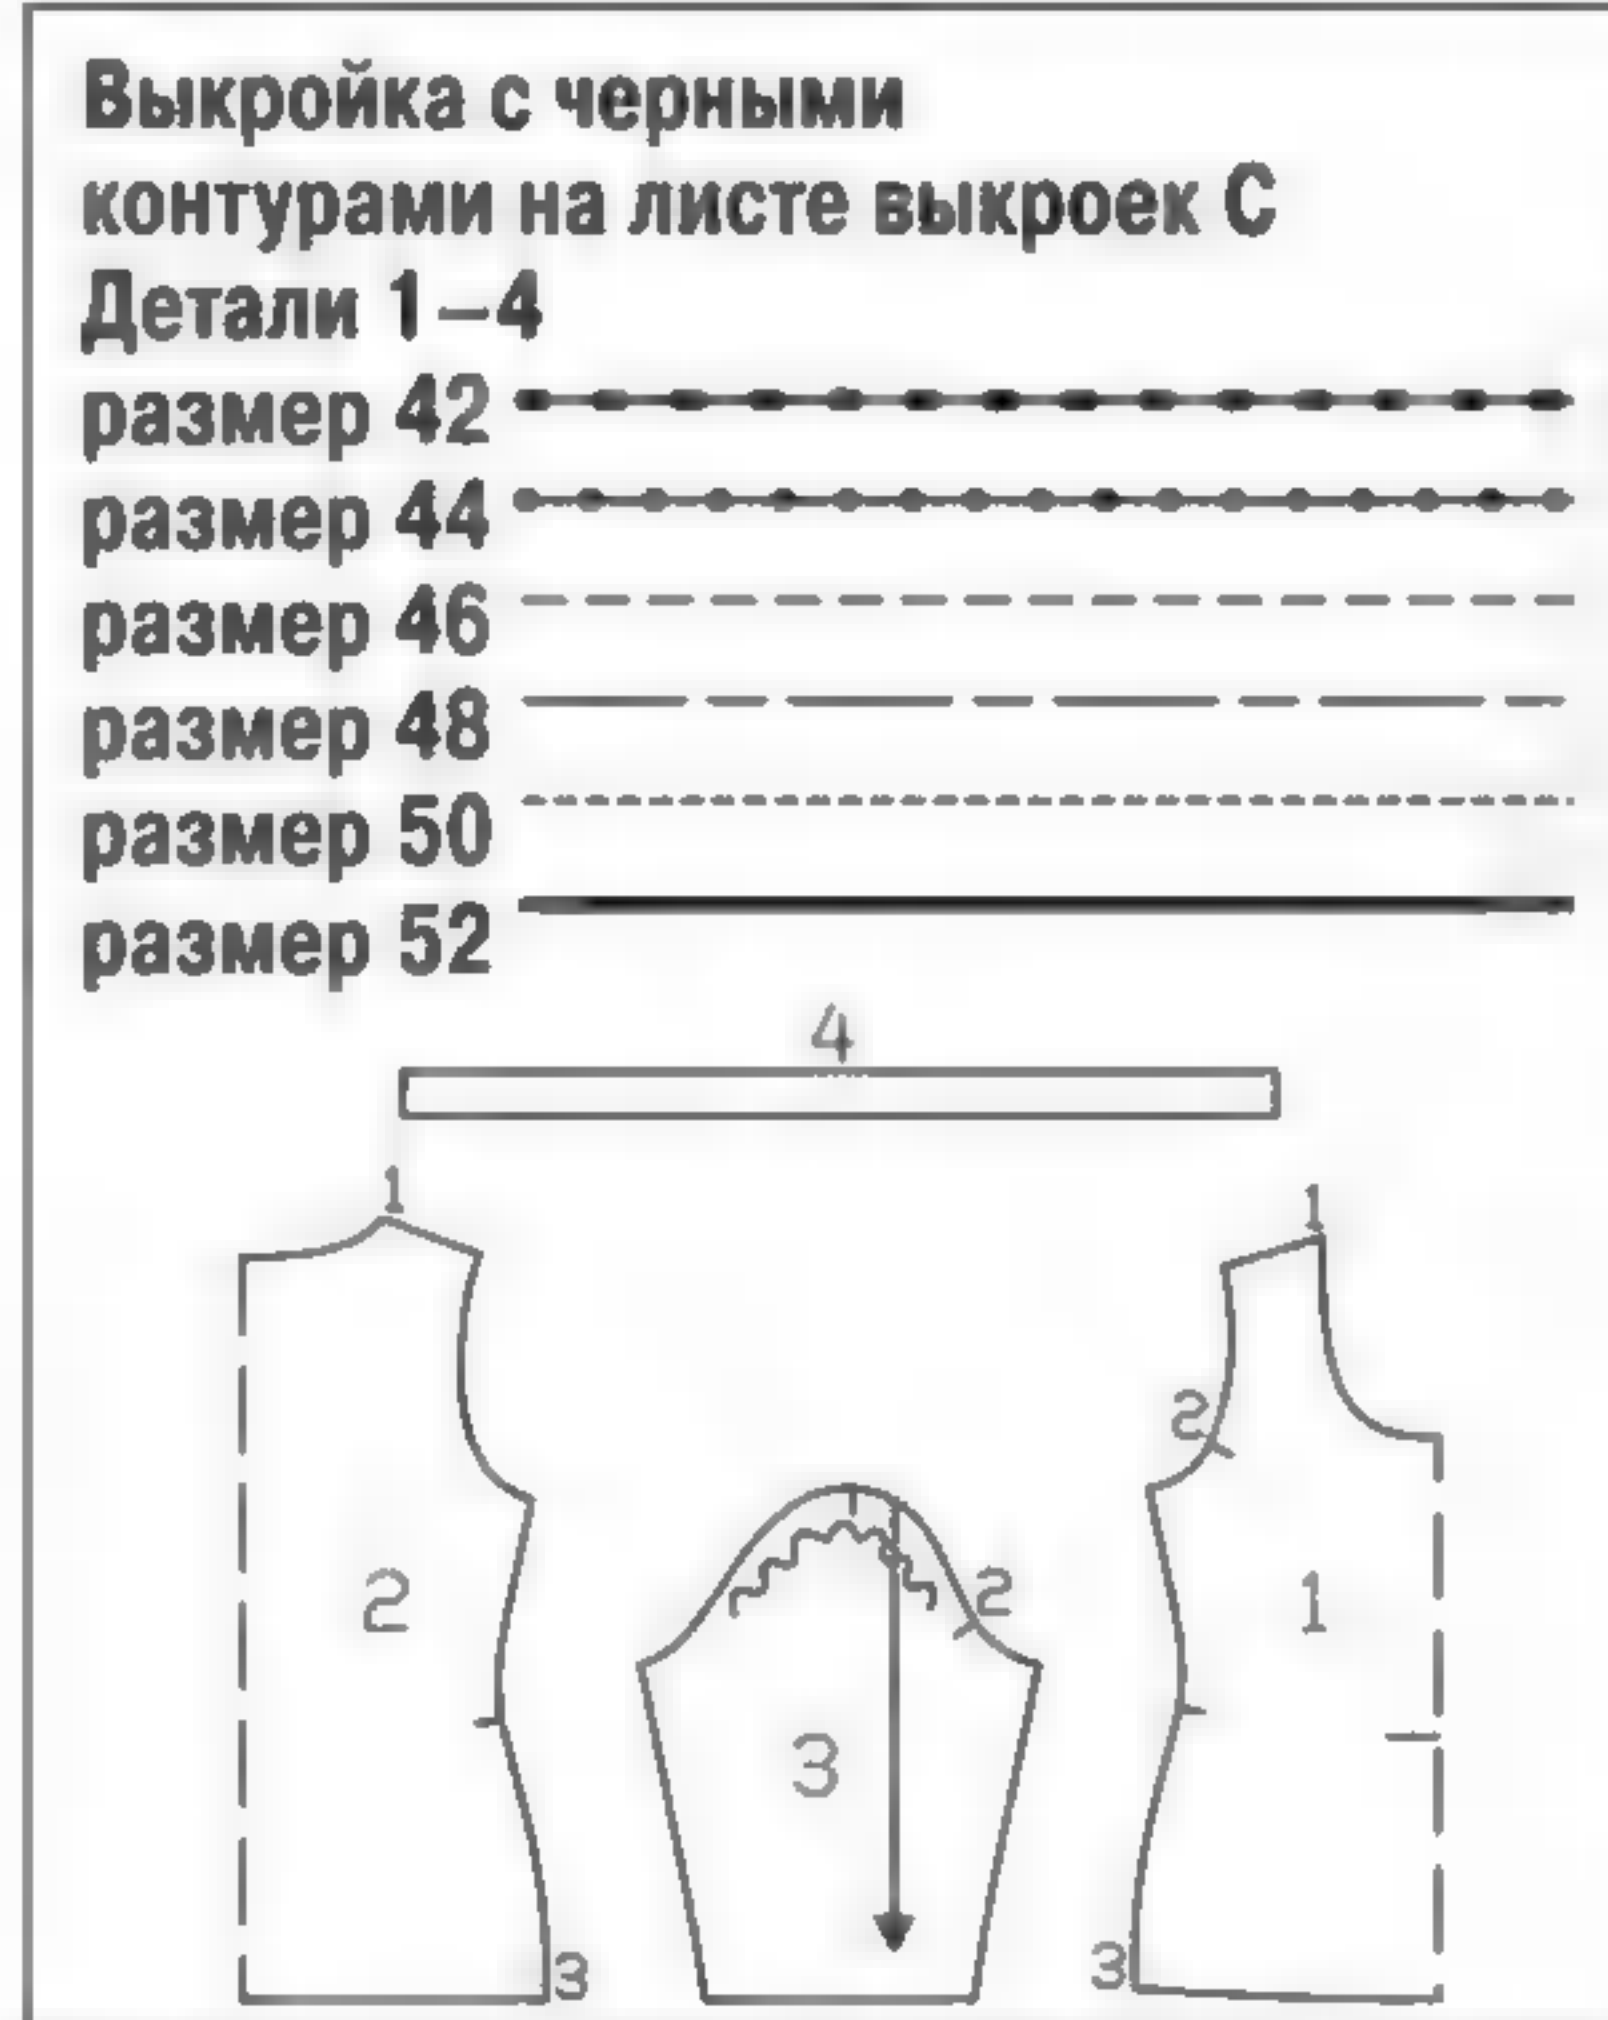 Выкройка с черными
контурами на листе выкроек С
Детали 1–4
размер 42
размер 44
размер 46
размер 48
размер 50
размер 52
4
1
1
2
2
2
1
3
3
3